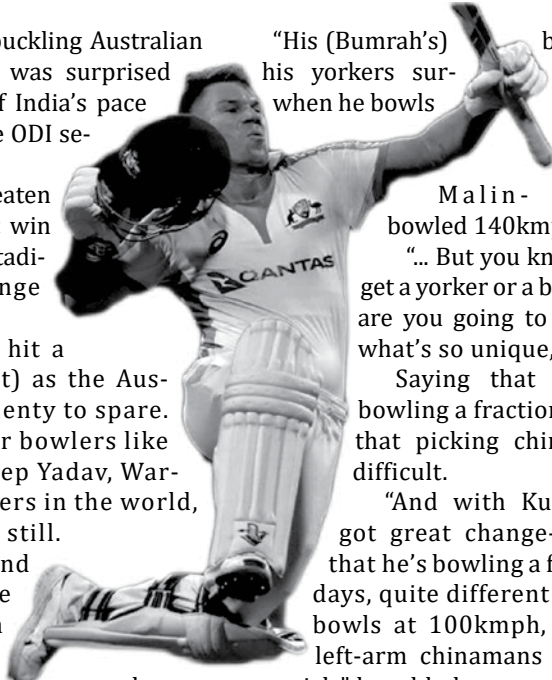 buckling Australian
was surprised
f India's pace
e ODI se-
eaten
win
tadi-
nge
hit a
t) as the Aus-
enty to spare.
r bowlers like
ep Yadav, War-
ers in the world,
still.
nd
e
QANTAS
"His (Bumrah's)
his yorkers sur-
when he bowls
Malin-
bowled 140km
"... But you kn
get a yorker or a b
are you going to
what's so unique,
Saying that
bowling a fraction
that picking chin
difficult.
"And with Ku
got great change-
that he's bowling a f
days, quite different
bowls at 100kmph,
left-arm chinamans